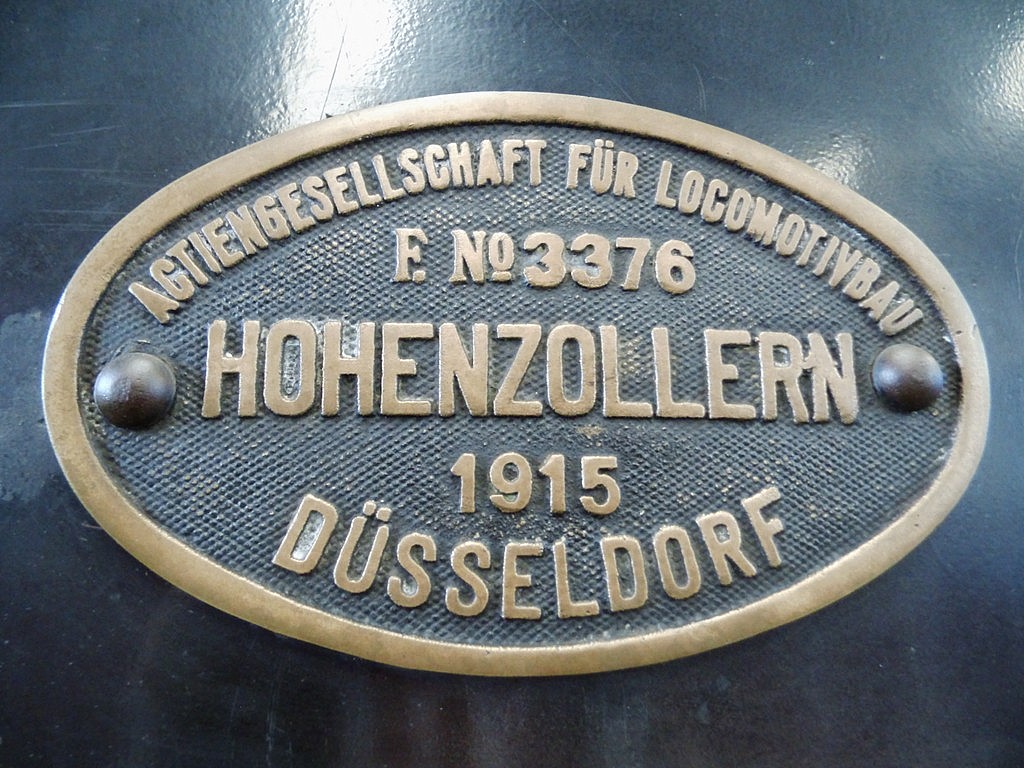 ACTIENGESELLSCHAFT FÜR LOCOMOTIVBAU
F. No 3376
HOHENZOLLERN
1915
DÜSSELDORF